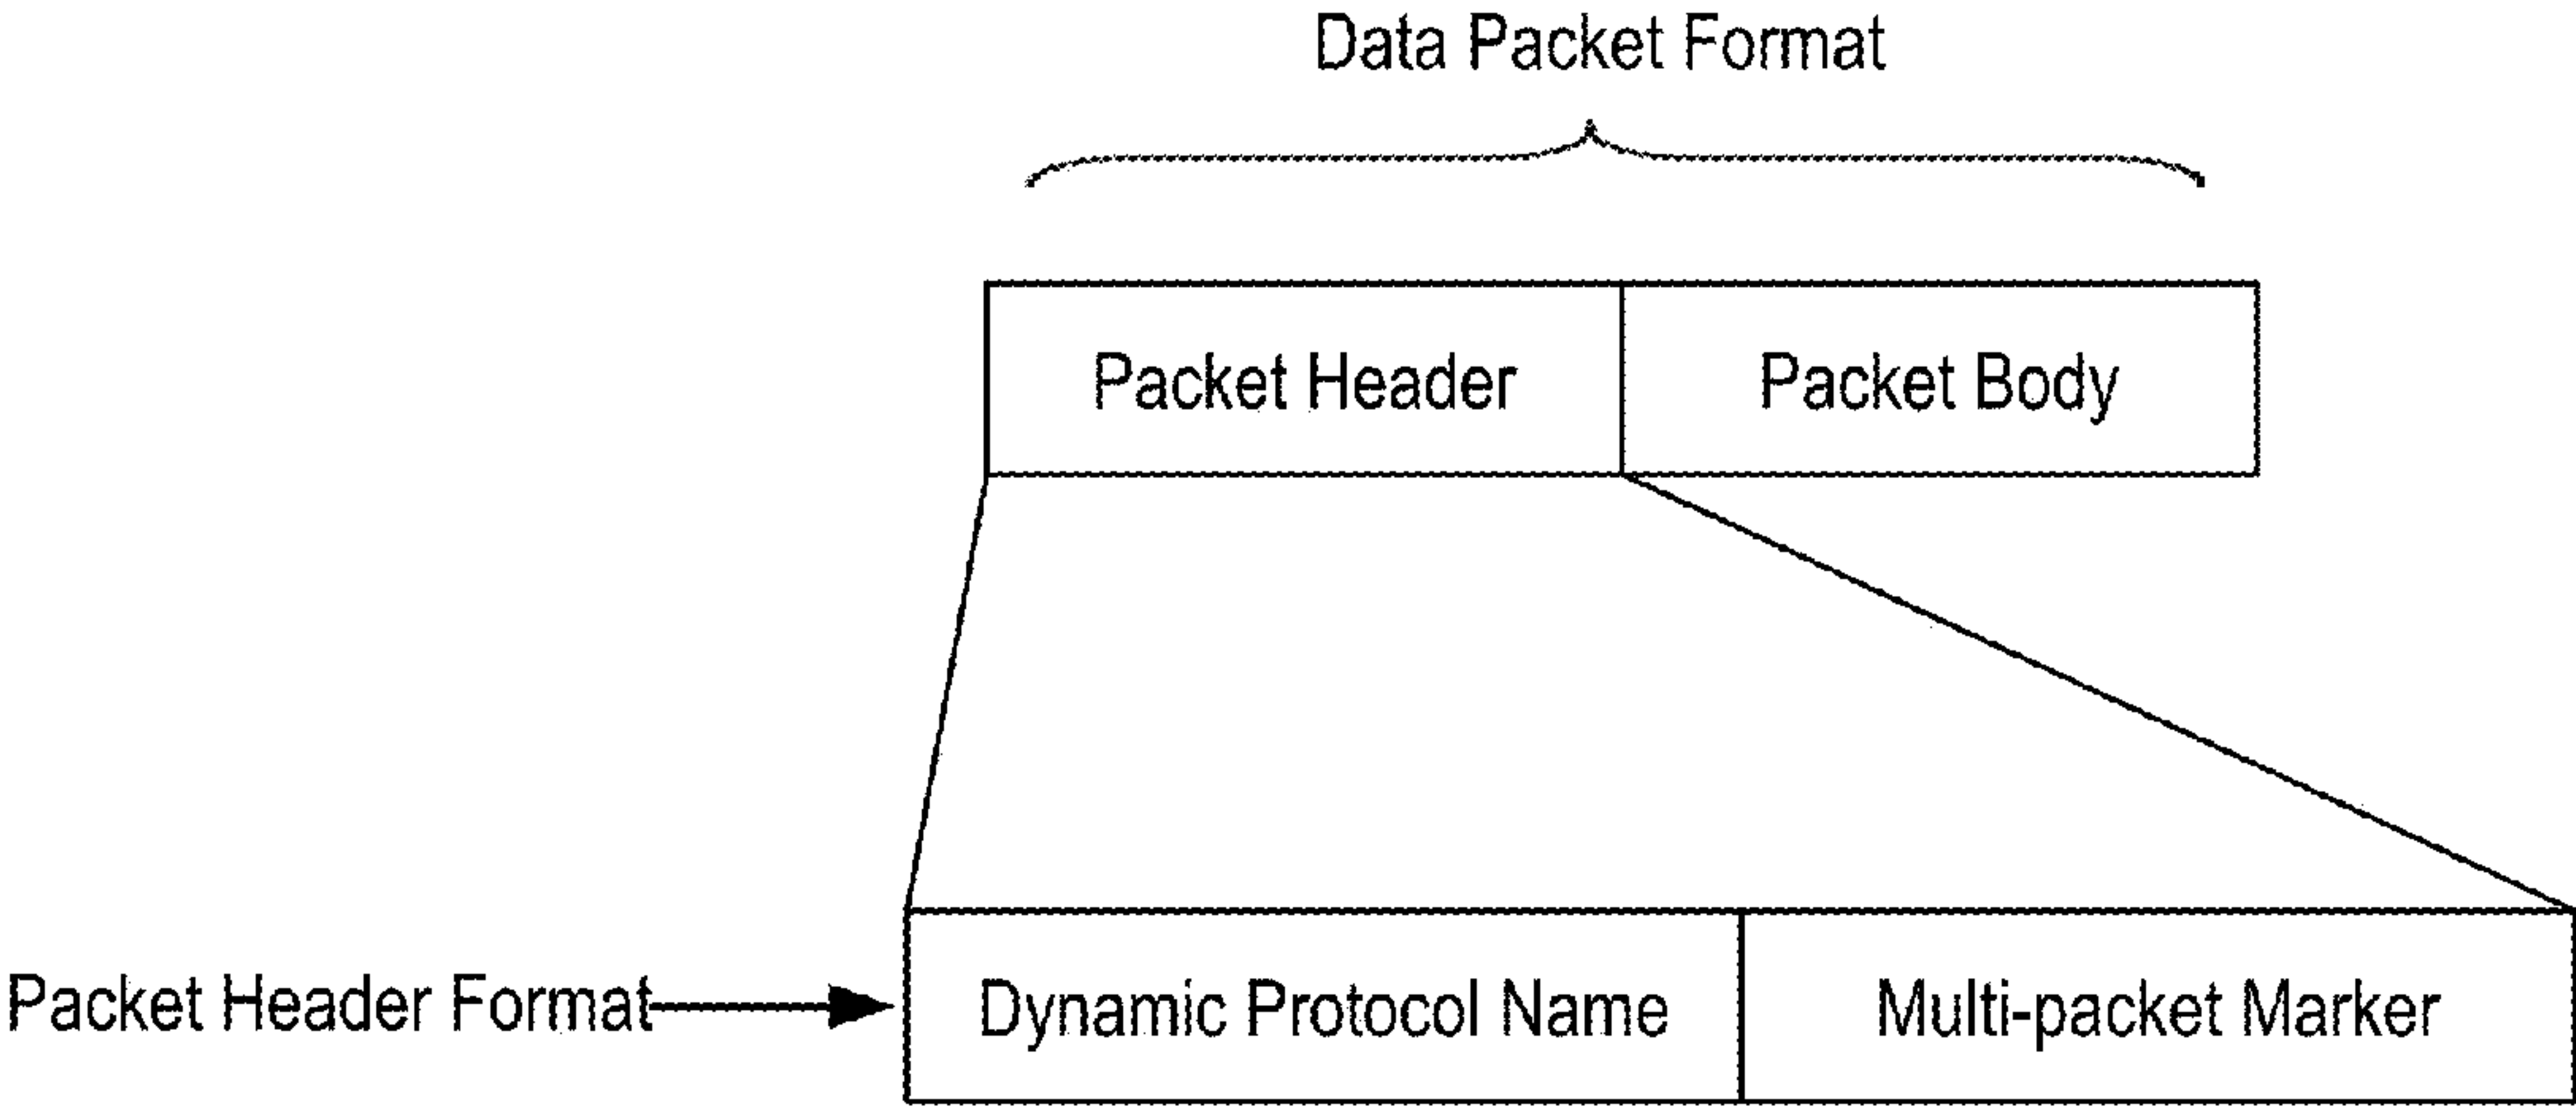 Data Packet Format
Packet Header
Packet Body
Packet Header Format
Dynamic Protocol Name
Multi-packet Marker